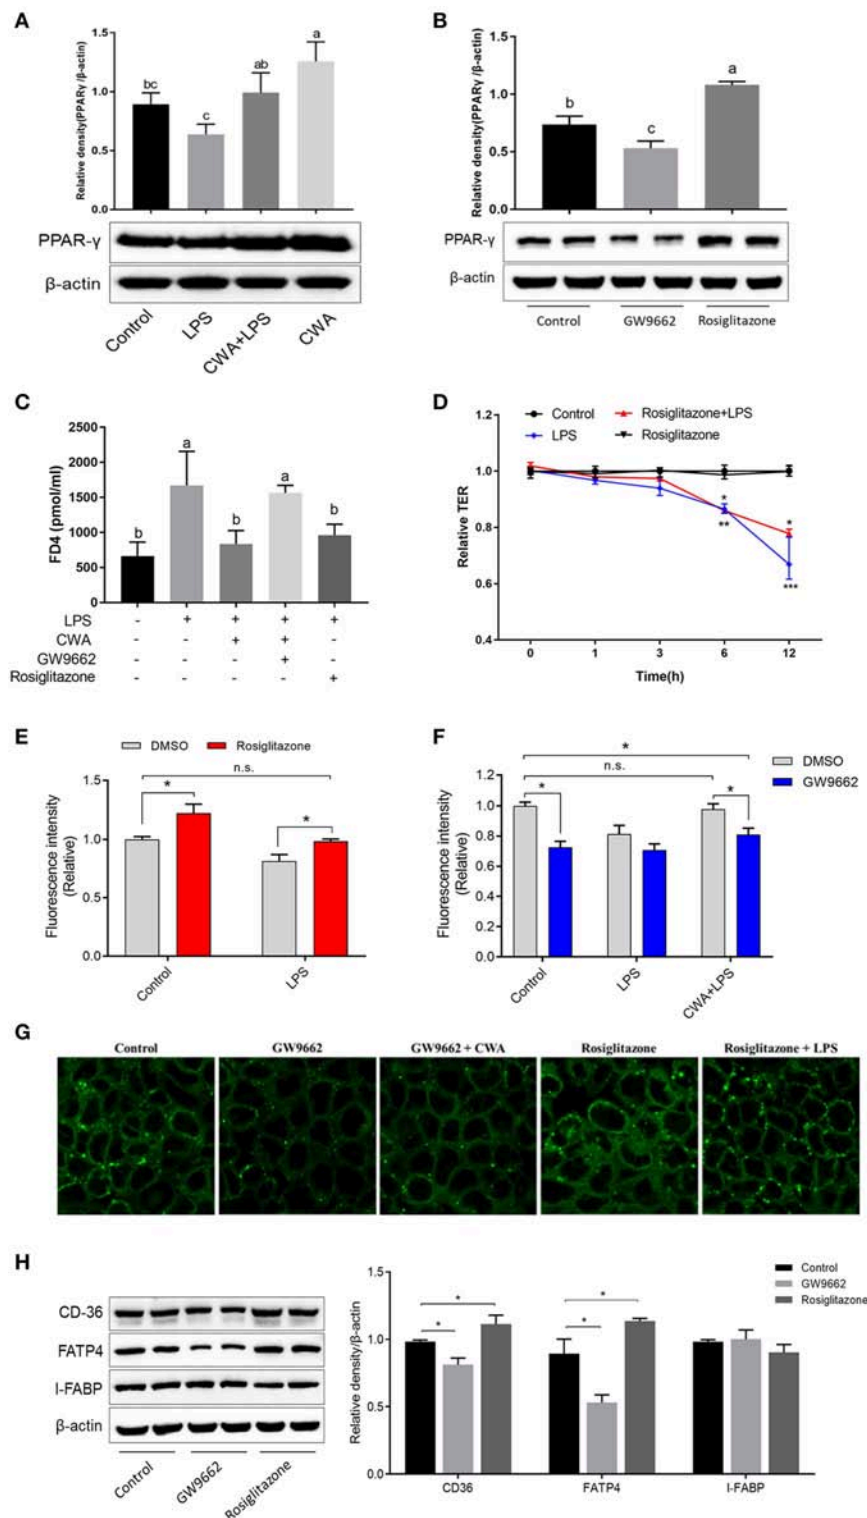 A
Relative density(PPARγ /β-actin)
1.5
1.0
0.5
0.0
bc
c
ab
a
PPAR-γ
β-actin
Control
LPS
CWA+LPS
CWA
B
Relative density(PPARγ /β-actin)
1.5
1.0
0.5
0.0
b
c
a
PPAR-γ
β-actin
Control
GW9662
Rosiglitazone
C
FD4 (pmol/ml)
2500
2000
1500
1000
500
0
b
a
b
a
b
LPS - + + + +
CWA - - + + -
GW9662 - - - + -
Rosiglitazone - - - - +
D
Control
LPS
Rosiglitazone+LPS
Rosiglitazone
Relative TER
1.2
1.0
0.8
0.6
0.4
*
**
*
***
0 1 3 6 12
Time(h)
E
DMSO
Rosiglitazone
Fluorescence intensity
(Relative)
1.5
1.0
0.5
0.0
n.s.
*
*
Control
LPS
F
DMSO
GW9662
Fluorescence intensity
(Relative)
1.2
1.0
0.8
0.6
0.4
0.2
0.0
*
n.s.
*
*
Control
LPS
CWA+LPS
G
Control
GW9662
GW9662 + CWA
Rosiglitazone
Rosiglitazone + LPS
H
CD-36
FATP4
I-FABP
β-actin
Control
GW9662
Rosiglitazone
Relative density/β-actin
1.5
1.0
0.5
0.0
*
*
*
*
Control
GW9662
Rosiglitazone
CD36
FATP4
I-FABP